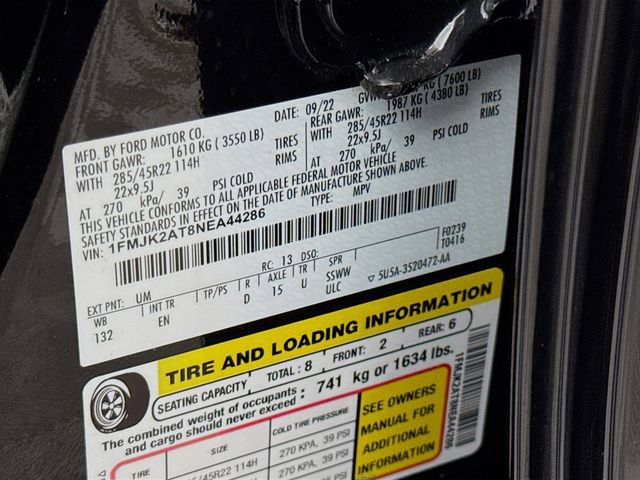 MFD. BY FORD MOTOR CO. DATE: 09/22 (7600 LB)
FRONT GAWR: 1610 KG (3550 LB) REAR GAWR: 1987 KG (4380 LB)
WITH 285/45R22 114H TIRES WITH 285/45R22 114H TIRES
22x9.5J RIMS 22x9.5J RIMS
AT 270 kPa/ 39 PSI COLD AT 270 kPa/ 39 PSI COLD
THIS VEHICLE CONFORMS TO ALL APPLICABLE FEDERAL MOTOR VEHICLE
SAFETY STANDARDS IN EFFECT ON THE DATE OF MANUFACTURE SHOWN ABOVE.
VIN: 1FMJK2AT8NEA44286 TYPE: MPV
F0239
T0416
EXT PNT: UM RC: 13 DSO:
WB INT TR TP/PS R AXLE TR SPR
132 EN D 15 U SSWW
ULC ▽ 5U5A-3520472-AA
TIRE AND LOADING INFORMATION
SEATING CAPACITY TOTAL: 8 FRONT: 2 REAR: 6
The combined weight of occupants
and cargo should never exceed: 741 kg or 1634 lbs.
TIRE SIZE COLD TIRE PRESSURE
114H 270 KPA, 39 PSI
270 KPA, 39 PSI
SEE OWNERS
MANUAL FOR
ADDITIONAL
INFORMATION
1FMJK2AT8NEA44286